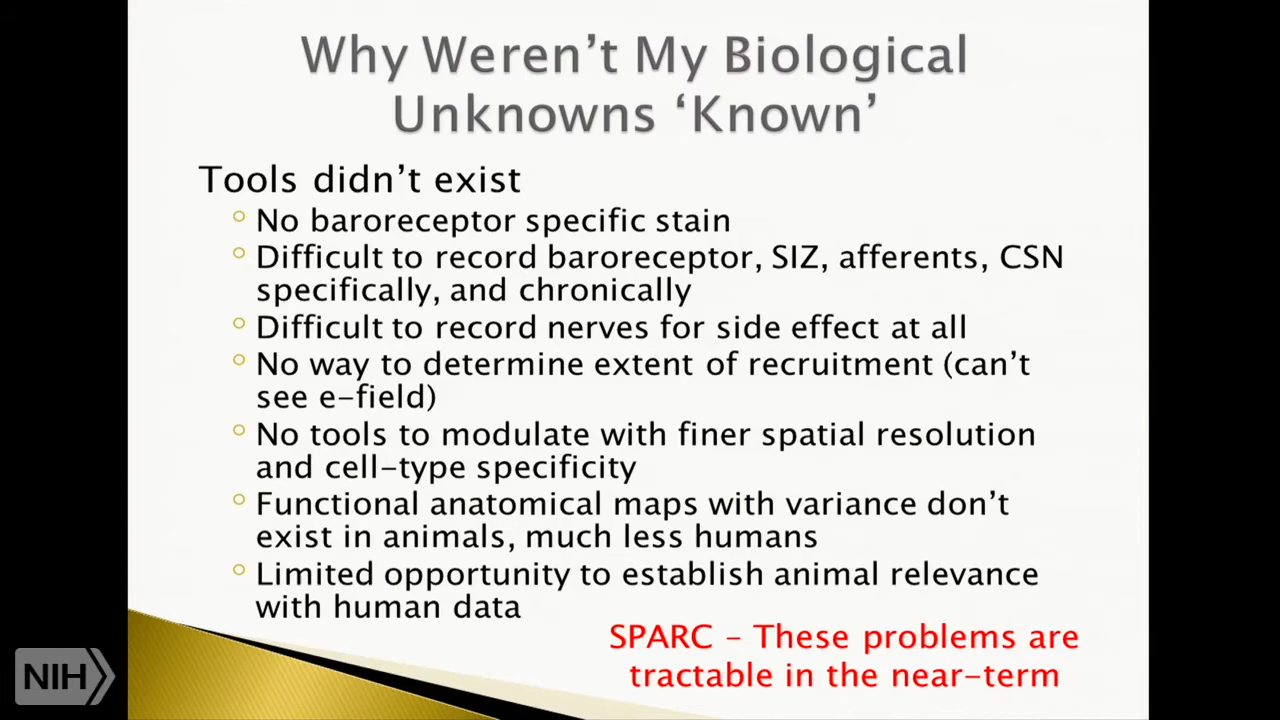 Why Weren’t My Biological
Unknowns ‘Known’
Tools didn’t exist
No baroreceptor specific stain
Difficult to record baroreceptor, SIZ, afferents, CSN
specifically, and chronically
Difficult to record nerves for side effect at all
No way to determine extent of recruitment (can’t
see e-field)
No tools to modulate with finer spatial resolution
and cell-type specificity
Functional anatomical maps with variance don’t
exist in animals, much less humans
Limited opportunity to establish animal relevance
with human data
SPARC – These problems are
tractable in the near-term
NIH